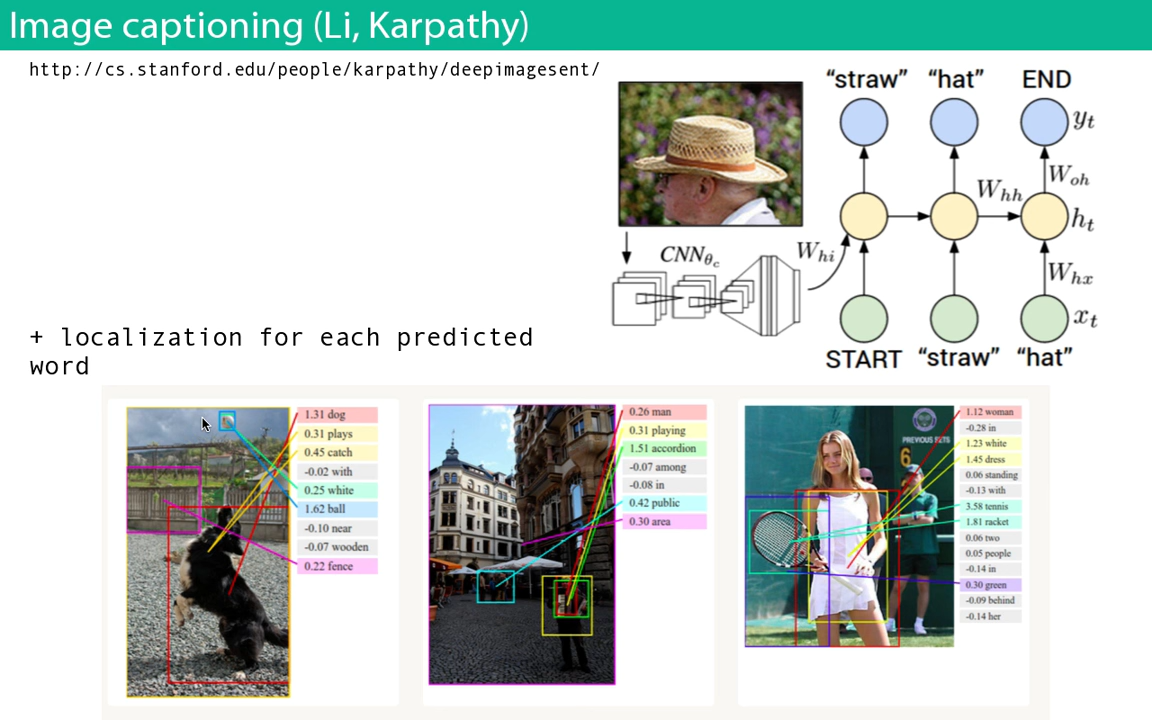 Image captioning (Li, Karpathy)
http://cs.stanford.edu/people/karpathy/deepimagesent/
“straw” “hat” END
y_t
W_oh
W_hh
h_t
CNN_θc
W_hi
W_hx
x_t
START “straw” “hat”
+ localization for each predicted
word
1.31 dog
0.31 plays
0.45 catch
-0.02 with
0.25 white
1.62 ball
-0.10 near
-0.07 wooden
0.22 fence
0.26 man
0.31 playing
1.51 accordion
-0.07 among
-0.08 in
0.42 public
0.30 area
PREVIOUS SETS
6
1.12 woman
-0.28 in
1.23 white
1.45 dress
0.06 standing
-0.13 with
3.58 tennis
1.81 racket
0.06 two
0.05 people
-0.14 in
0.30 green
-0.09 behind
-0.14 her